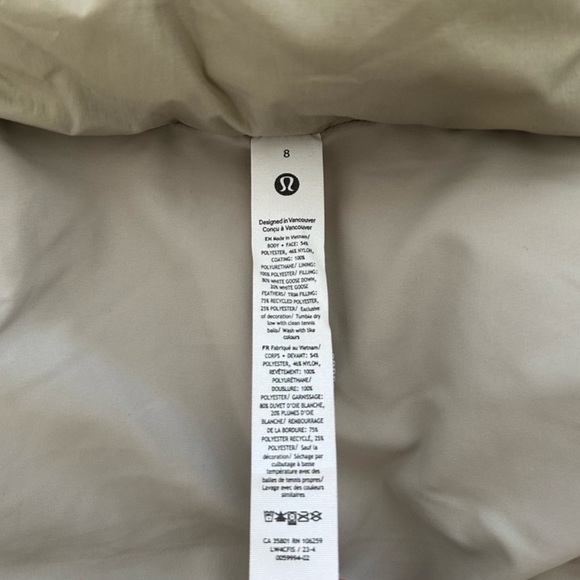 8
Designed in Vancouver
Conçu à Vancouver
EN Made in Vietnam/
BODY + FACE: 54%
POLYESTER, 46% NYLON,
COATING: 100%
POLYURETHANE/ LINING:
100% POLYESTER/ FILLING:
80% WHITE GOOSE DOWN,
20% WHITE GOOSE
FEATHERS/ TRIM FILLING:
75% RECYCLED POLYESTER,
25% POLYESTER/ Exclusive
of decoration/ Tumble dry
low with clean tennis
balls/ Wash with like
colours
FR Fabriqué au Vietnam/
CORPS + DEVANT: 54%
POLYESTER, 46% NYLON,
REVÊTEMENT: 100%
POLYURÉTHANE/
DOUBLURE: 100%
POLYESTER/ GARNISSAGE:
80% DUVET D'OIE BLANCHE,
20% PLUMES D'OIE
BLANCHE/ REMBOURRAGE
DE LA BORDURE: 75%
POLYESTER RECYCLÉ, 25%
POLYESTER/ Sauf la
décoration/ Séchage par
culbutage à basse
température avec des
balles de tennis propres/
Lavage avec des couleurs
similaires
CA 35801 RN 106259
LW4CFIS / 23-4
0059954-02